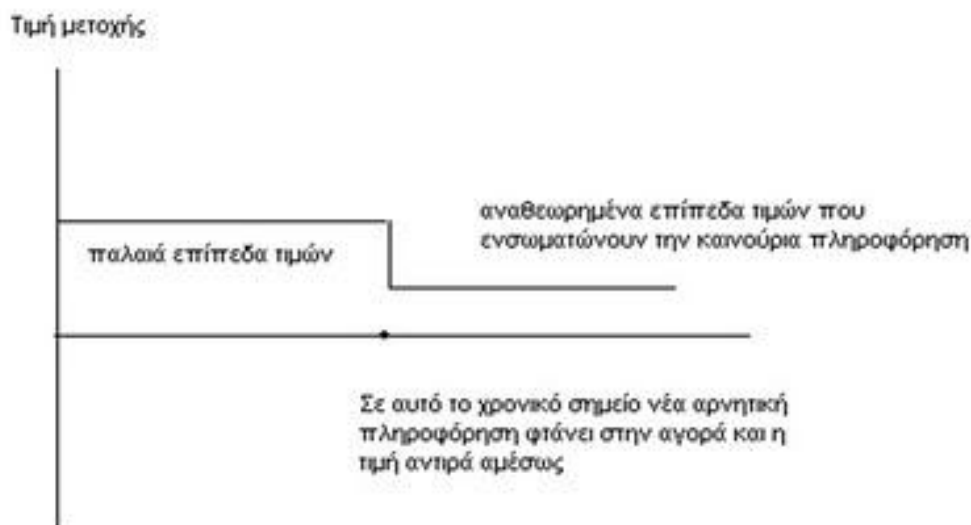 Τιμή μετοχής
αναθεωρημένα επίπεδα τιμών που
ενσωματώνουν την καινούρια πληροφόρηση
παλαιά επίπεδα τιμών
Σε αυτό το χρονικό σημείο νέα αρνητική
πληροφόρηση φτάνει στην αγορά και η
τιμή αντιρά αμέσως